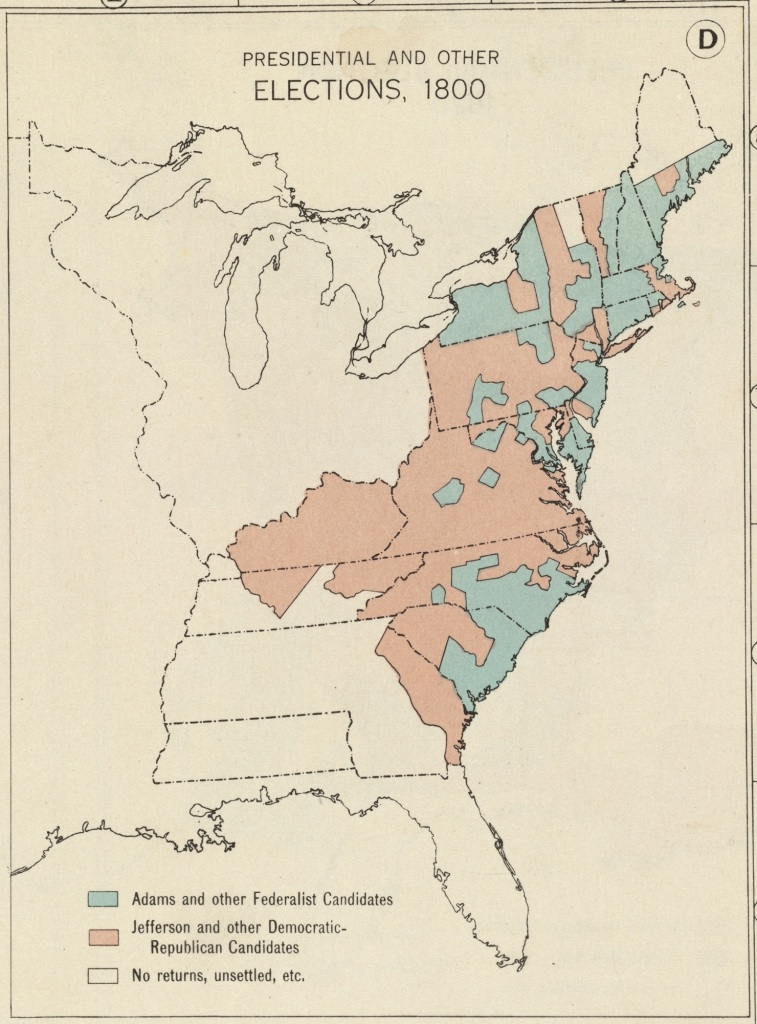 D
PRESIDENTIAL AND OTHER
ELECTIONS, 1800
Adams and other Federalist Candidates
Jefferson and other Democratic-
Republican Candidates
No returns, unsettled, etc.